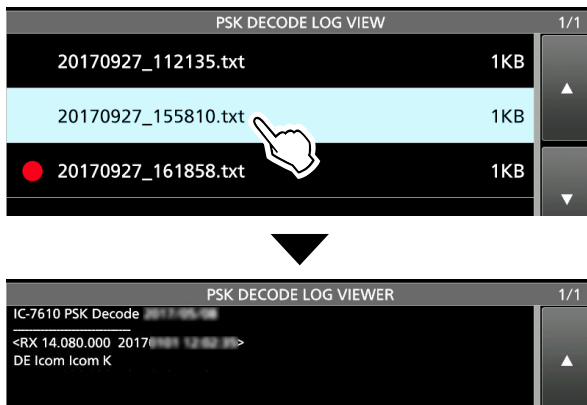 PSK DECODE LOG VIEW 1/1
20170927_112135.txt 1KB
20170927_155810.txt 1KB
20170927_161858.txt 1KB
PSK DECODE LOG VIEWER 1/1
IC-7610 PSK Decode
<RX 14.080.000 2017 >
DE Icom Icom K